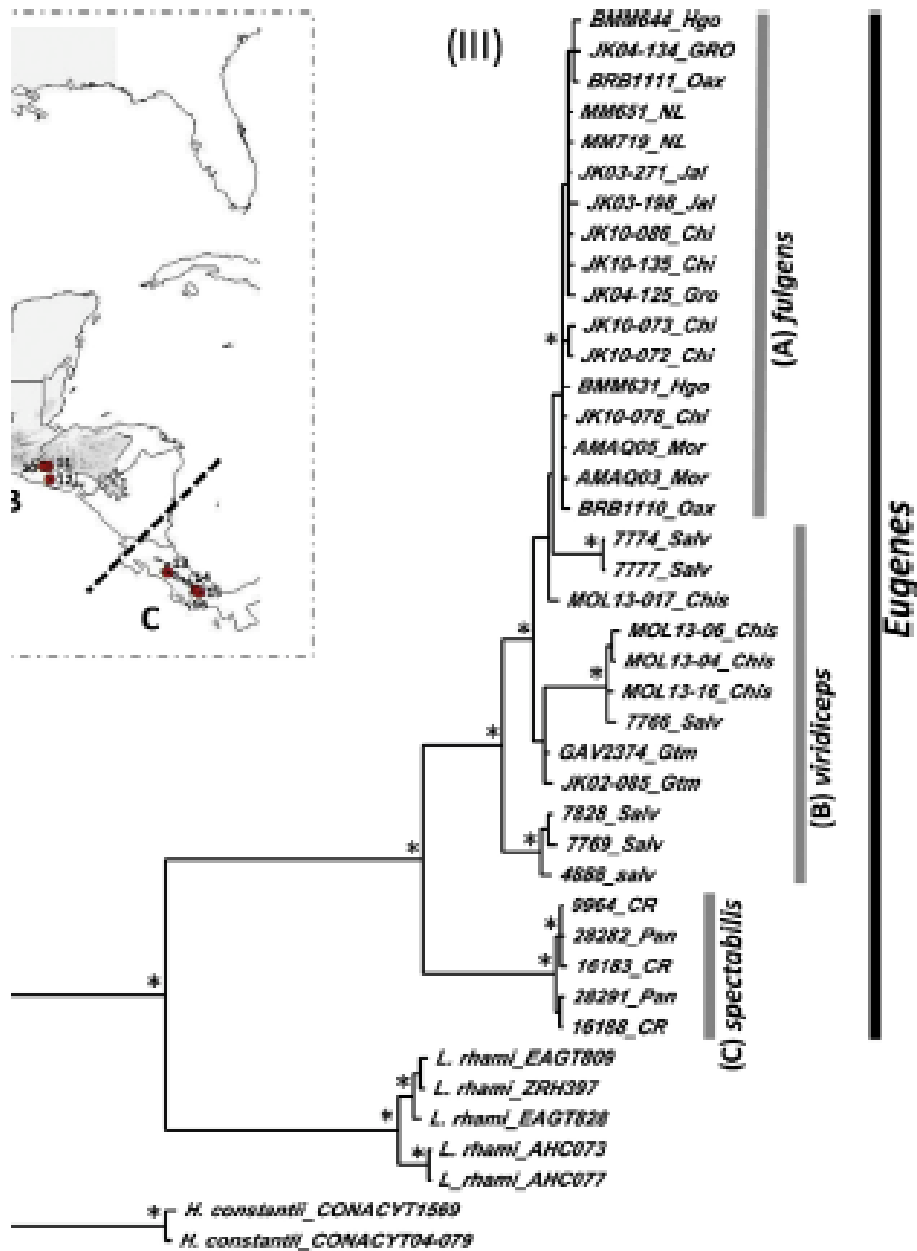 (III)
BMM644_Hgo
JK04-134_GRO
BRB1111_Oax
MM651_NL
MM719_NL
JK03-271_Jal
JK03-198_Jal
JK10-086_Chi
JK10-135_Chi
JK04-125_Gro
JK10-073_Chi
JK10-072_Chi
BMM631_Hgo
JK10-078_Chi
AMAQ05_Mor
AMAQ03_Mor
BRB1110_Oax
(A) fulgens
7774_Salv
7777_Salv
MOL13-017_Chis
MOL13-06_Chis
MOL13-04_Chis
MOL13-16_Chis
7766_Salv
GAV2374_Gtm
JK02-085_Gtm
7828_Salv
7769_Salv
4888_salv
(B) viridiceps
9964_CR
28282_Pan
16183_CR
28291_Pan
16188_CR
(C) spectabilis
Eugenes
L. rhami_EAGT809
L. rhami_ZRH397
L. rhami_EAGT828
L. rhami_AHC073
L_rhami_AHC077
H. constantii_CONACYT1569
H. constantii_CONACYT04-079
C